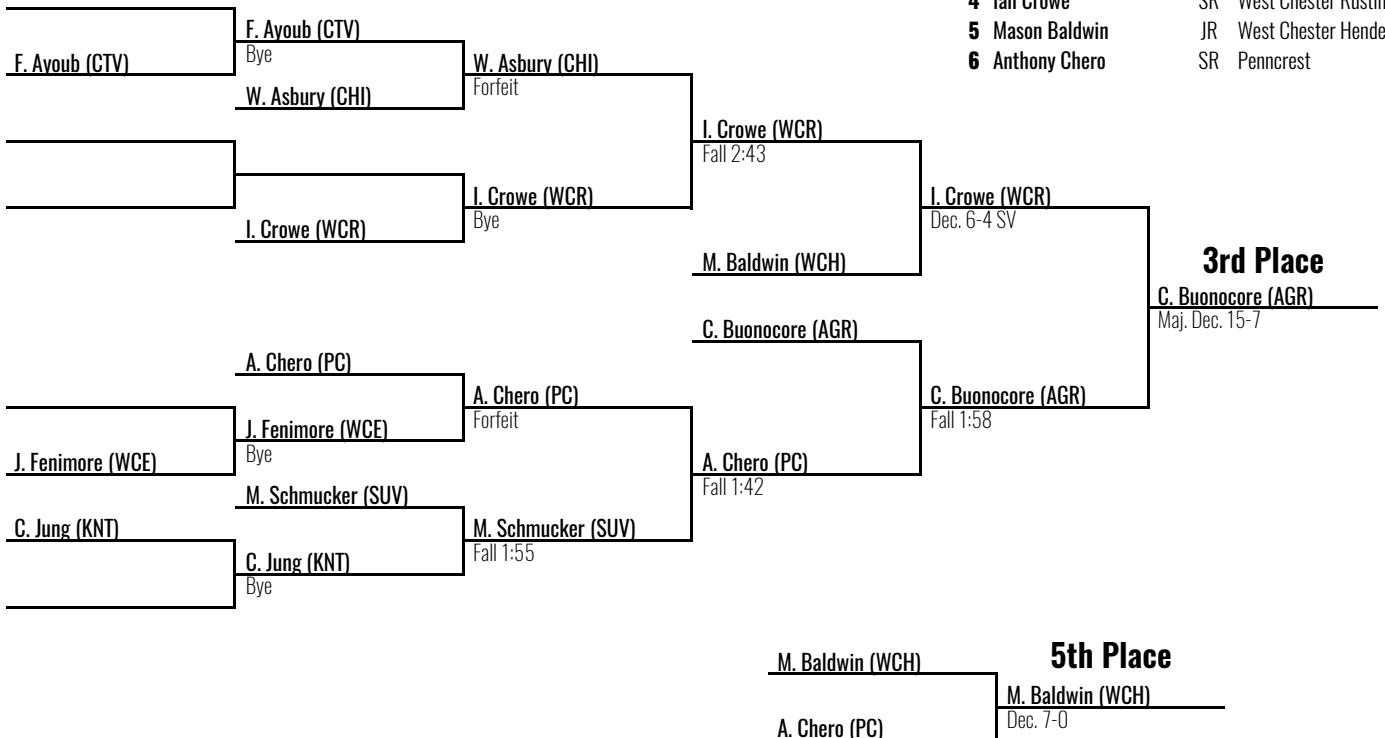 4 Ian Crowe SR West Chester Rustin
5 Mason Baldwin JR West Chester Hende
6 Anthony Chero SR Penncrest
F. Ayoub (CTV)
F. Ayoub (CTV)
Bye
W. Asbury (CHI)
W. Asbury (CHI)
Forfeit
I. Crowe (WCR)
Fall 2:43
I. Crowe (WCR)
I. Crowe (WCR)
Bye
I. Crowe (WCR)
Dec. 6-4 SV
M. Baldwin (WCH)
3rd Place
C. Buonocore (AGR)
Maj. Dec. 15-7
C. Buonocore (AGR)
A. Chero (PC)
A. Chero (PC)
Forfeit
C. Buonocore (AGR)
Fall 1:58
J. Fenimore (WCE)
J. Fenimore (WCE)
Bye
A. Chero (PC)
Fall 1:42
M. Schmucker (SUV)
C. Jung (KNT)
M. Schmucker (SUV)
Fall 1:55
C. Jung (KNT)
Bye
M. Baldwin (WCH)
5th Place
M. Baldwin (WCH)
Dec. 7-0
A. Chero (PC)